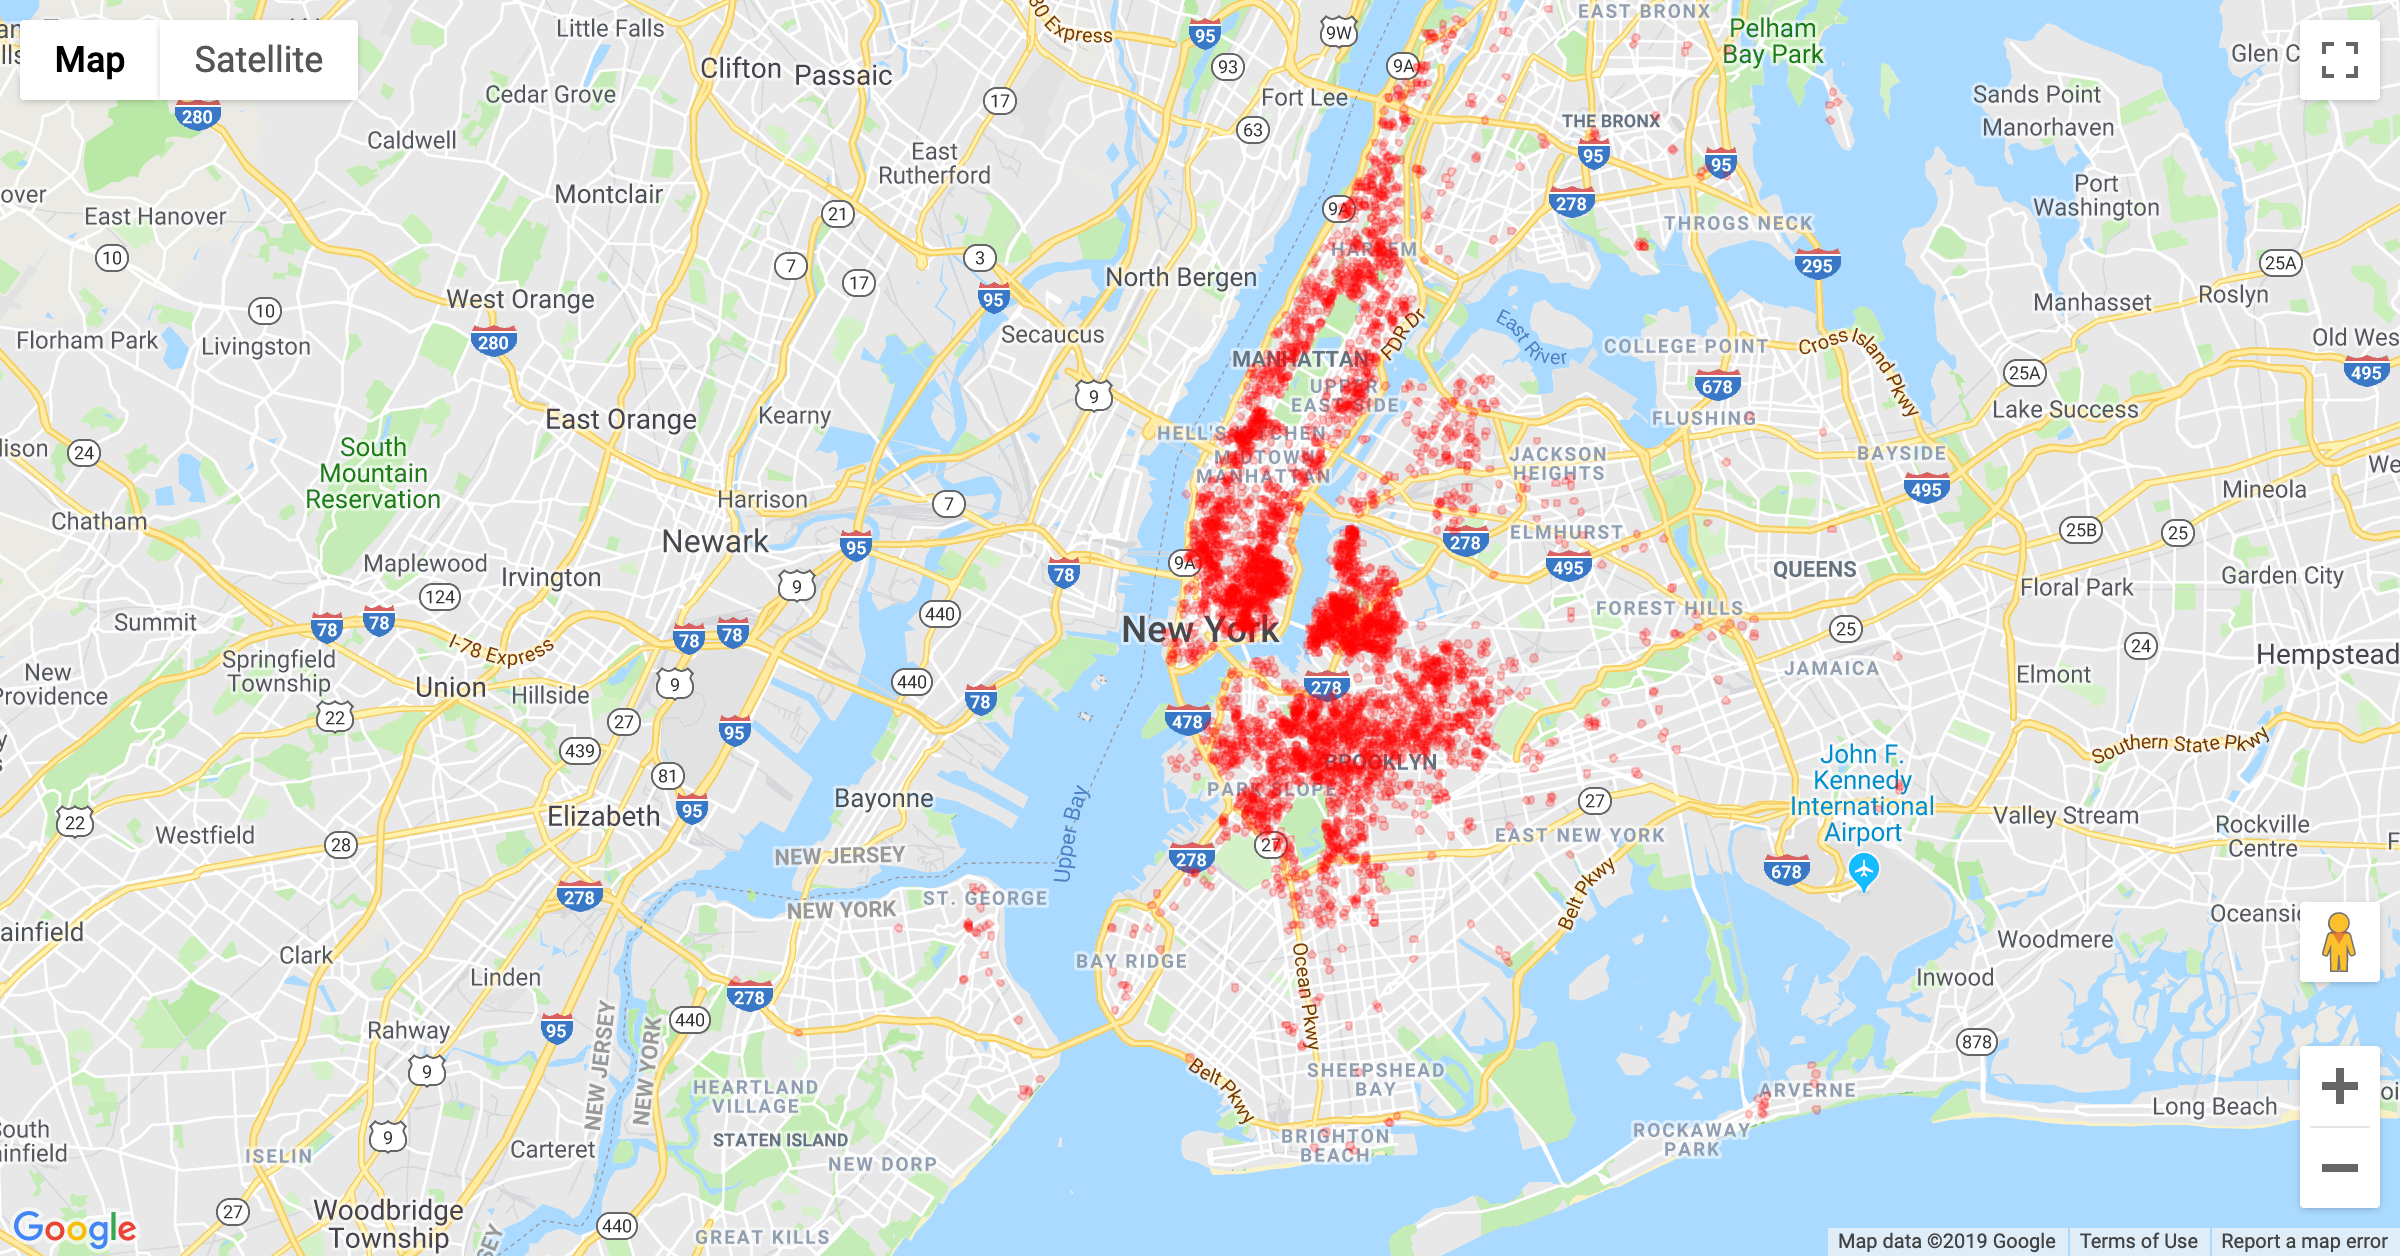 Map
Satellite
Little Falls
Clifton
Passaic
80 Express
95
9W
93
9A
EAST BRONX
Pelham
Bay Park
Glen C
Cedar Grove
280
17
Fort Lee
Sands Point
Manorhaven
Caldwell
63
THE BRONX
95
95
East
Rutherford
over
Montclair
East Hanover
21
9A
278
Port
Washington
THROGS NECK
10
7
3
17
95
North Bergen
HARLEM
295
25A
West Orange
10
Florham Park
Livingston
280
Secaucus
FDR Dr
East River
COLLEGE POINT
Cross Island Pkwy
Manhasset
Roslyn
Old Wes
MANHATTAN
UPPER
EAST SIDE
678
25A
495
9
East Orange
Kearny
Lake Success
FLUSHING
24
South
Mountain
Reservation
HELL'S KITCHEN
MIDTOWN
MANHATTAN
JACKSON
HEIGHTS
BAYSIDE
495
We
Mineola
Chatham
Harrison
7
Newark
95
ELMHURST
278
25B
25
Maplewood
Irvington
9
78
9A
495
QUEENS
Floral Park
Garden City
124
440
Summit
78
78
I-78 Express
78
78
New York
FOREST HILLS
25
24
Hempstead
New
Providence
Springfield
Township
Union
Hillside
9
440
78
278
JAMAICA
Elmont
22
27
95
478
439
81
BROOKLYN
Southern State Pkwy
John F.
Kennedy
International
Airport
22
Westfield
28
Elizabeth
95
Bayonne
Upper Bay
PARK SLOPE
27
Valley Stream
Rockville
Centre
EAST NEW YORK
NEW JERSEY
278
27
678
278
NEW YORK
ST. GEORGE
Belt Pkwy
Oceansi
ainfield
Clark
Linden
BAY RIDGE
Ocean Pkwy
Woodmere
Inwood
278
Rahway
95
440
NEW JERSEY
NEW YORK
878
9
HEARTLAND
VILLAGE
Belt Pkwy
SHEEPSHEAD
BAY
ARVERNE
Long Beach
South
ainfield
9
Carteret
STATEN ISLAND
ISELIN
NEW DORP
BRIGHTON
BEACH
ROCKAWAY
PARK
27
Woodbridge
Township
440
GREAT KILLS
Google
Map data ©2019 Google
Terms of Use
Report a map error